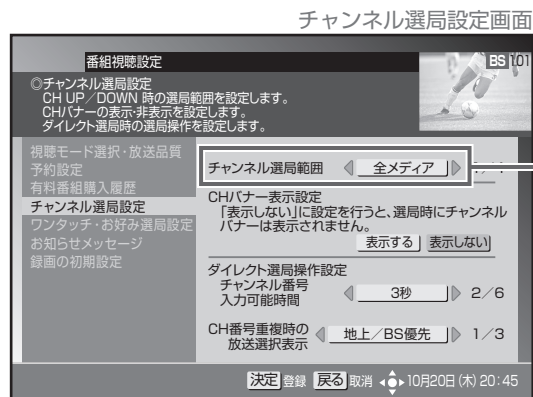 チャンネル選局設定画面
番組視聴設定
BS 101
◎チャンネル選局設定
CH UP／DOWN 時の選局範囲を設定します。
CHバナーの表示・非表示を設定します。
ダイレクト選局時の選局操作を設定します。
視聴モード選択・放送品質
予約設定
有料番組購入履歴
チャンネル選局設定
ワンタッチ・お好み選局設定
お知らせメッセージ
録画の初期設定
チャンネル選局範囲 全メディア
CHバナー表示設定
「表示しない」に設定を行うと、選局時にチャンネル
バナーは表示されません。
表示する 表示しない
ダイレクト選局操作設定
チャンネル番号
入力可能時間 3秒 2／6
CH番号重複時の
放送選択表示 地上／BS優先 1／3
決定 登録 戻る 取消 10月20日(木) 20:45